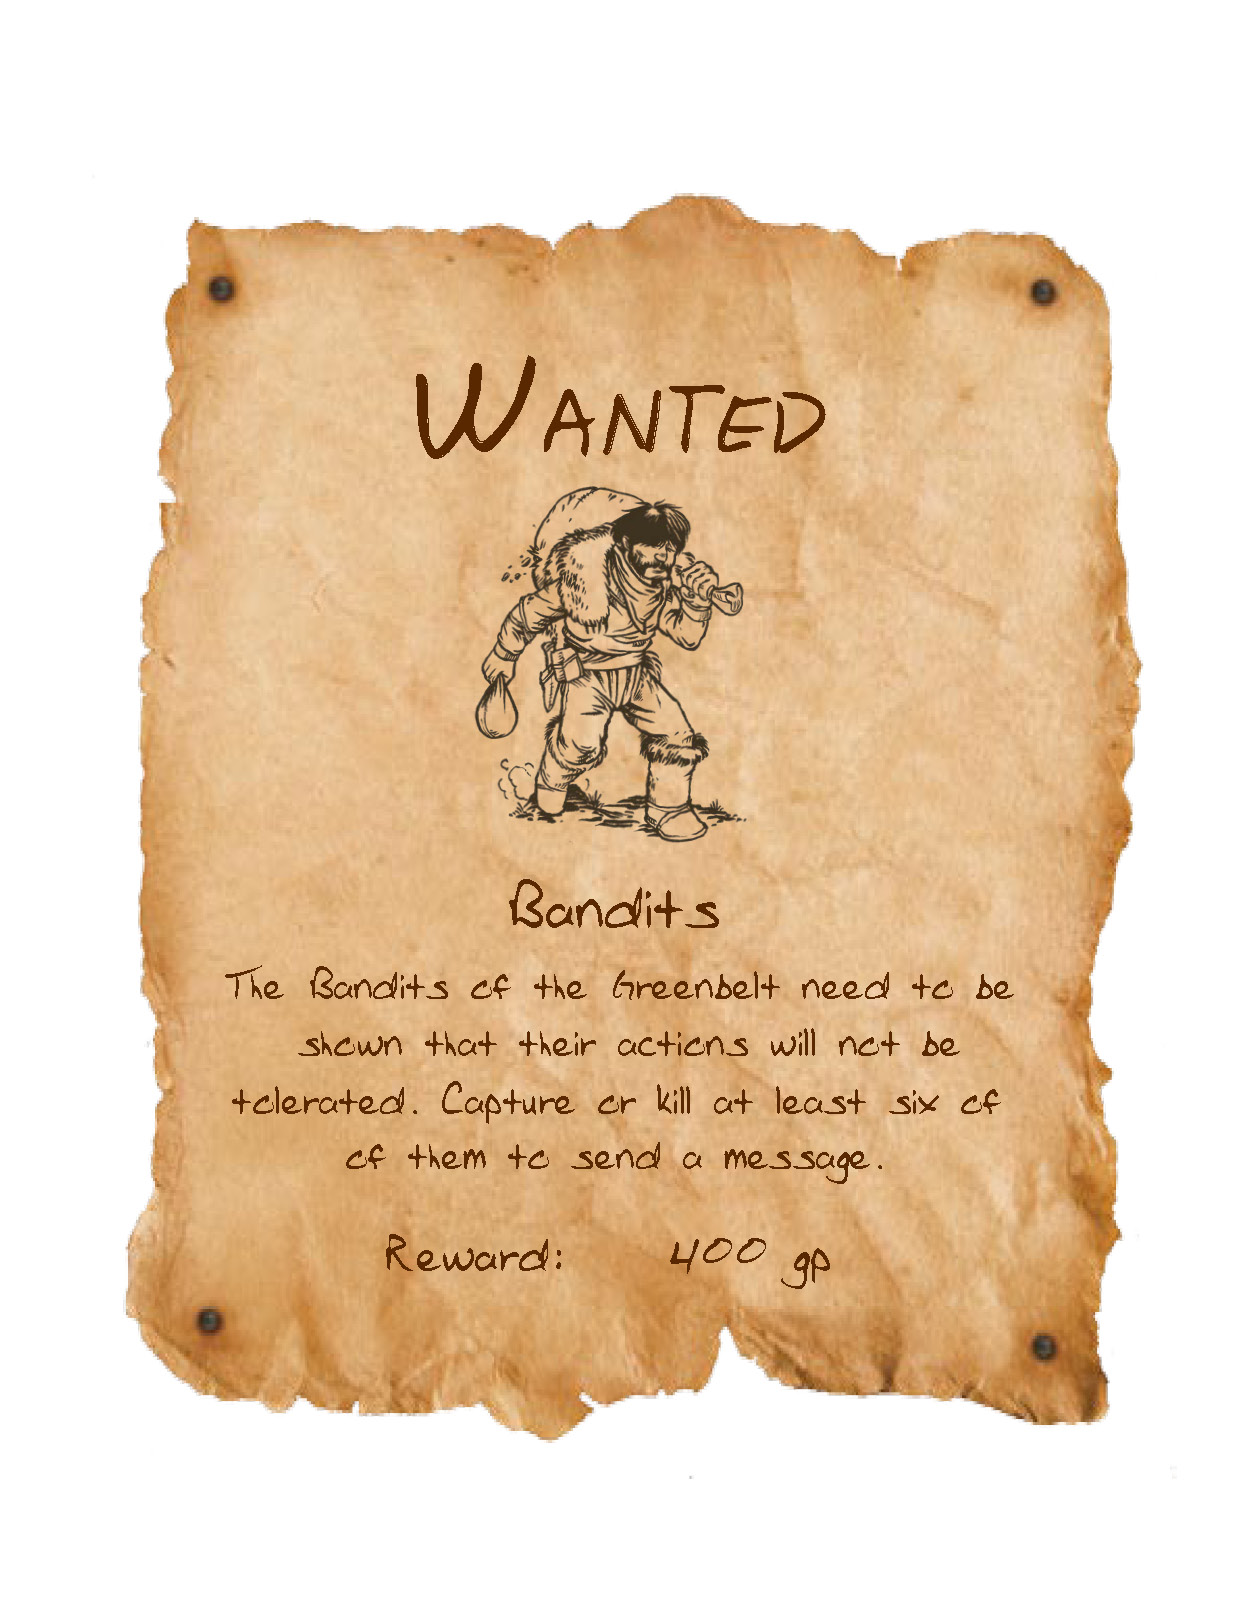 Wanted
Bandits
The Bandits of the Greenbelt need to be
shown that their actions will not be
tolerated. Capture or kill at least six of
of them to send a message.
Reward: 400 gp